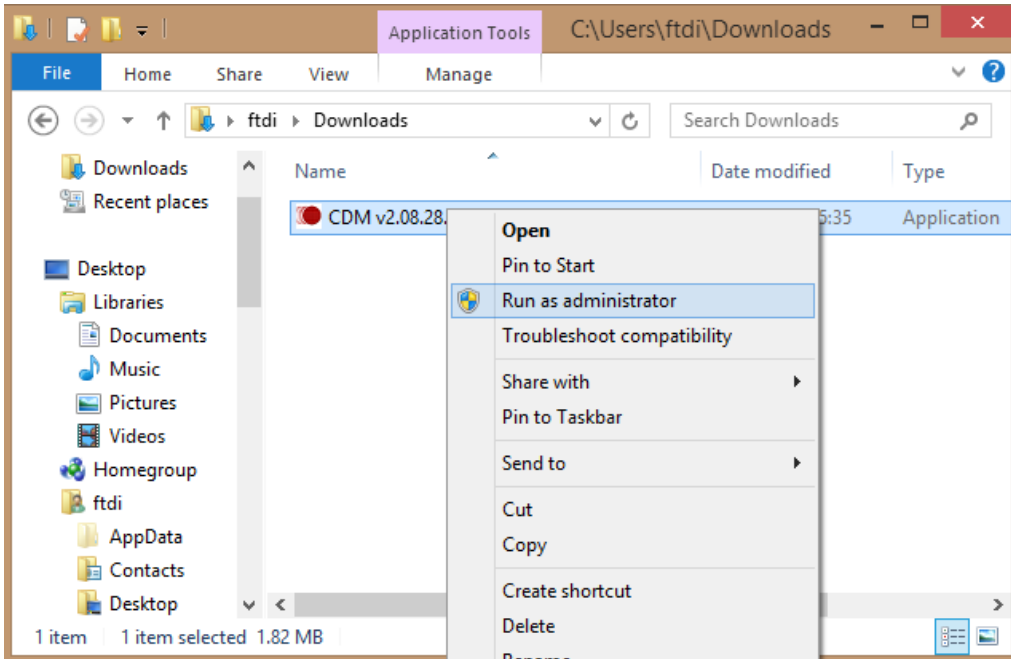 Application Tools
C:\Users\ftdi\Downloads
File
Home
Share
View
Manage
ftdi
Downloads
Search Downloads
Downloads
Recent places
Desktop
Libraries
Documents
Music
Pictures
Videos
Homegroup
ftdi
AppData
Contacts
Desktop
Name
Date modified
Type
CDM v2.08.28.
5:35
Application
Open
Pin to Start
Run as administrator
Troubleshoot compatibility
Share with
Pin to Taskbar
Send to
Cut
Copy
Create shortcut
Delete
Rename
1 item
1 item selected 1.82 MB